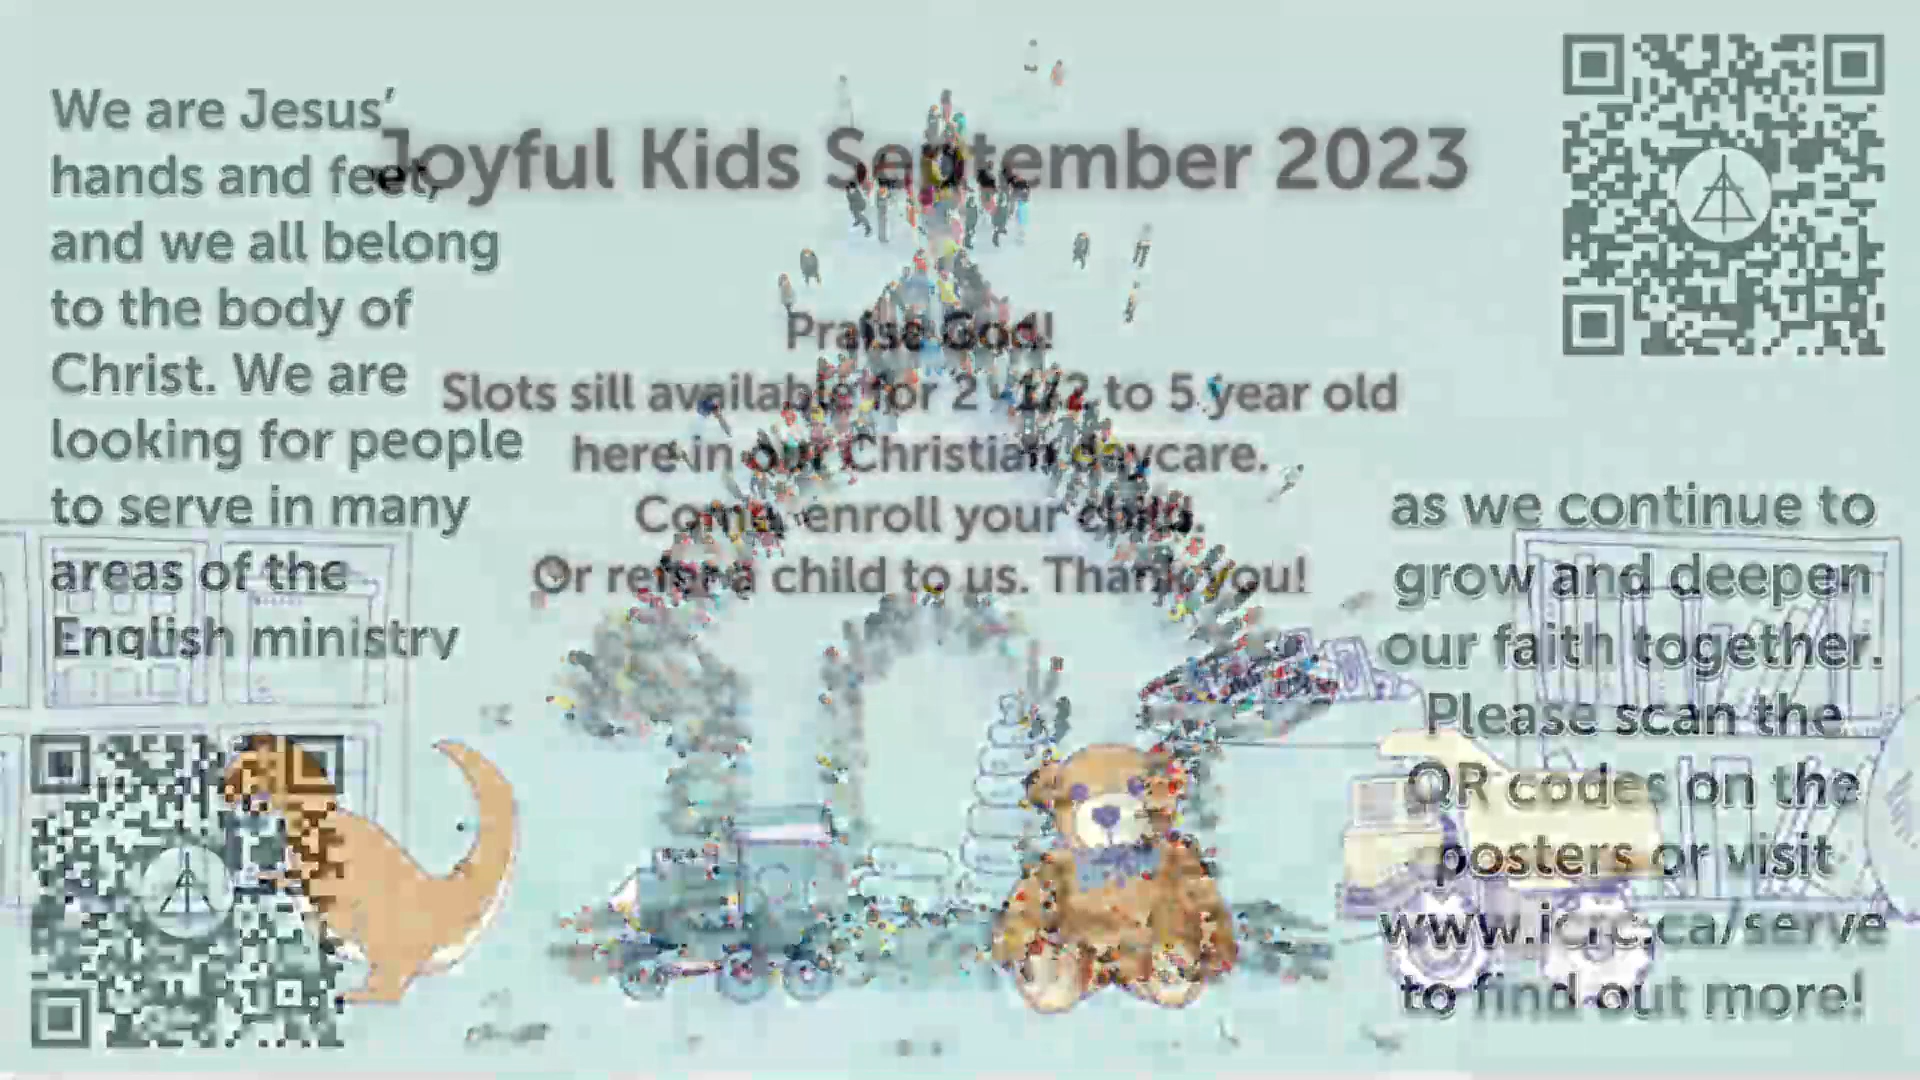 We are Jesus’
hands and feet,
and we all belong
to the body of
Christ. We are
looking for people
to serve in many
areas of the
English ministry
Joyful Kids September 2023
Praise God!
Slots sill available for 2 - 1/2 to 5 year old
here in our Christian daycare.
Come, enroll your child.
Or refer a child to us. Thank you!
as we continue to
grow and deepen
our faith together.
Please scan the
QR codes on the
posters or visit
www.icrc.ca/serve
to find out more!